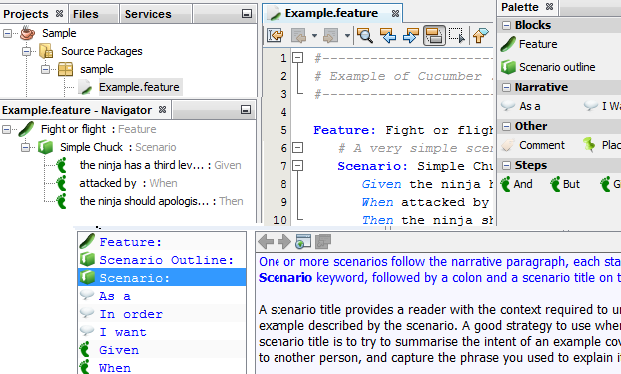 Projects Files Services
Sample
Source Packages
sample
Example.feature
Example.feature - Navigator
Fight or flight : Feature
Simple Chuck : Scenario
the ninja has a third lev... : Given
attacked by : When
the ninja should apologis... : Then
Example.feature
1 #-----------------------
2 # Example of Cucumber
3 #-----------------------
4
5 Feature: Fight or fligh
6 # A very simple scen
7 Scenario: Simple Chu
8 Given the ninja h
9 When attacked by
10 Then the ninja sh
Palette
Blocks
Feature
Scenario outline
Narrative
As a I Wa
Other
Comment Plac
Steps
And But G
Feature:
Scenario Outline:
Scenario:
As a
In order
I want
Given
When
One or more scenarios follow the narrative paragraph, each sta
Scenario keyword, followed by a colon and a scenario title on t
A scenario title provides a reader with the context required to un
example described by the scenario. A good strategy to use when
scenario title is to try to summarise the intent of an example cov
to another person, and capture the phrase you used to explain i